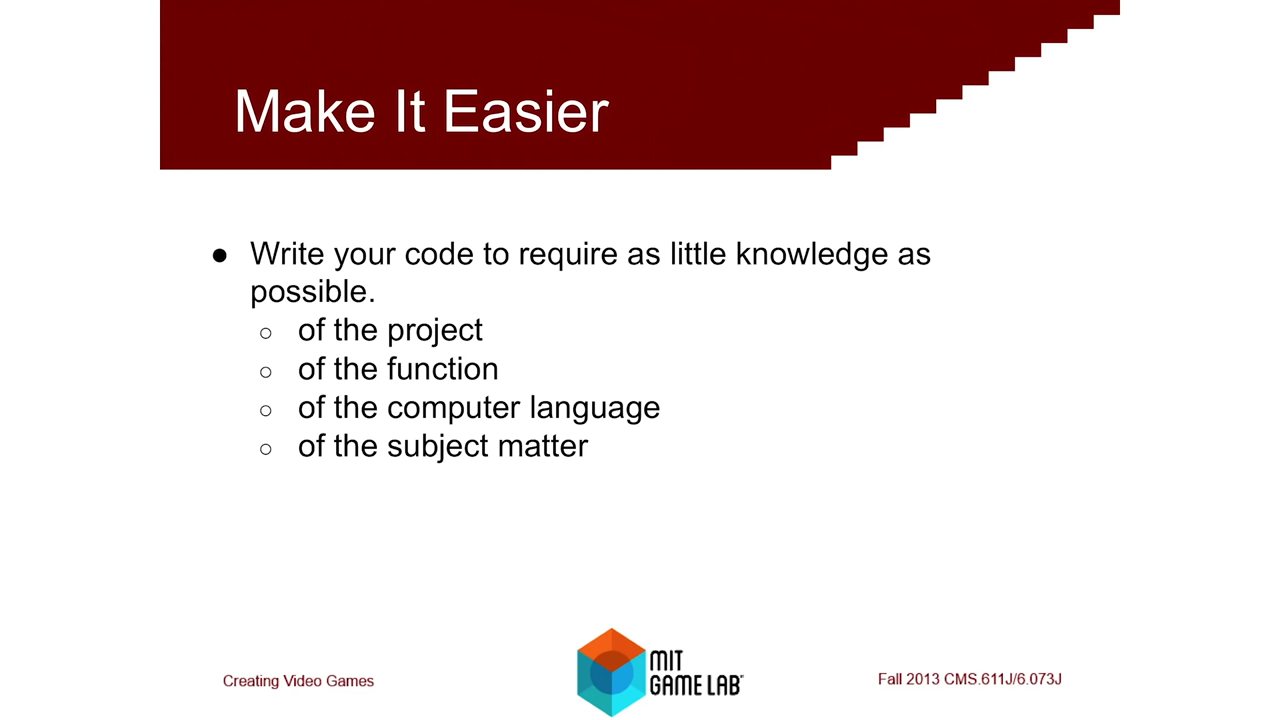 Make It Easier
● Write your code to require as little knowledge as
possible.
○ of the project
○ of the function
○ of the computer language
○ of the subject matter
Creating Video Games
MIT
GAME LAB
Fall 2013 CMS.611J/6.073J